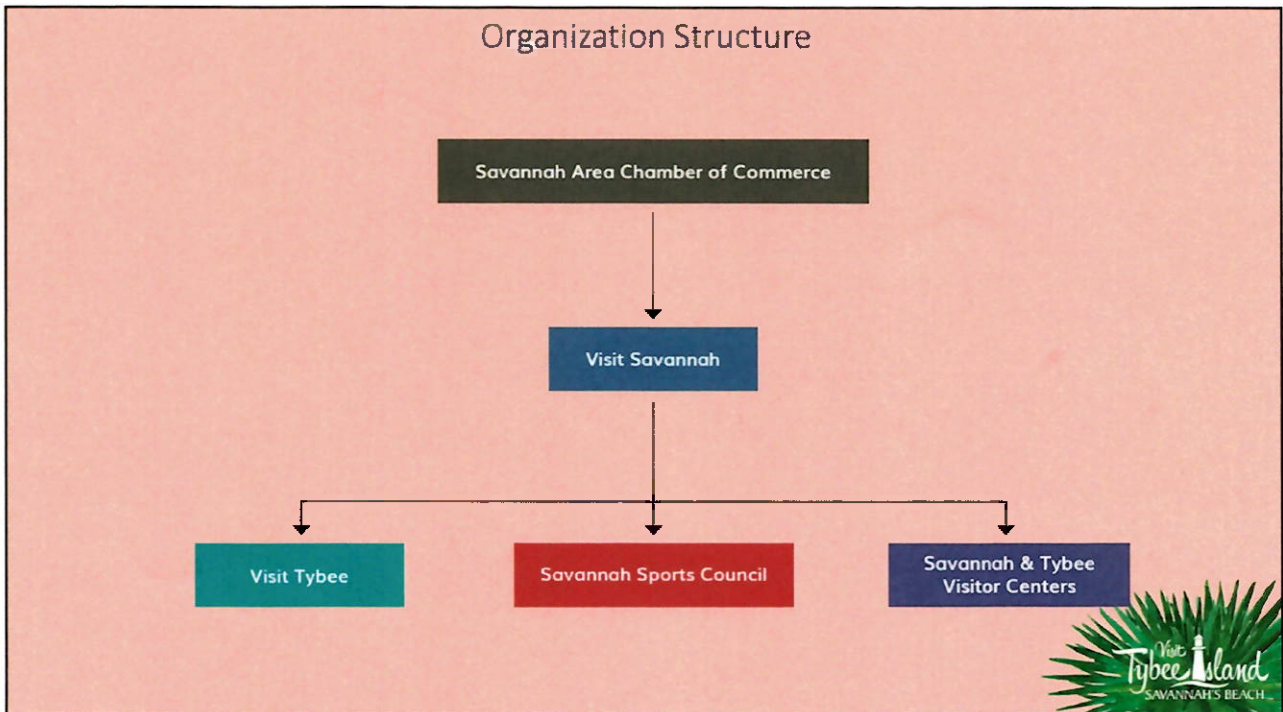 Organization Structure
Savannah Area Chamber of Commerce
Visit Savannah
Visit Tybee
Savannah Sports Council
Savannah & Tybee
Visitor Centers
Visit
Tybee Island
SAVANNAH'S BEACH